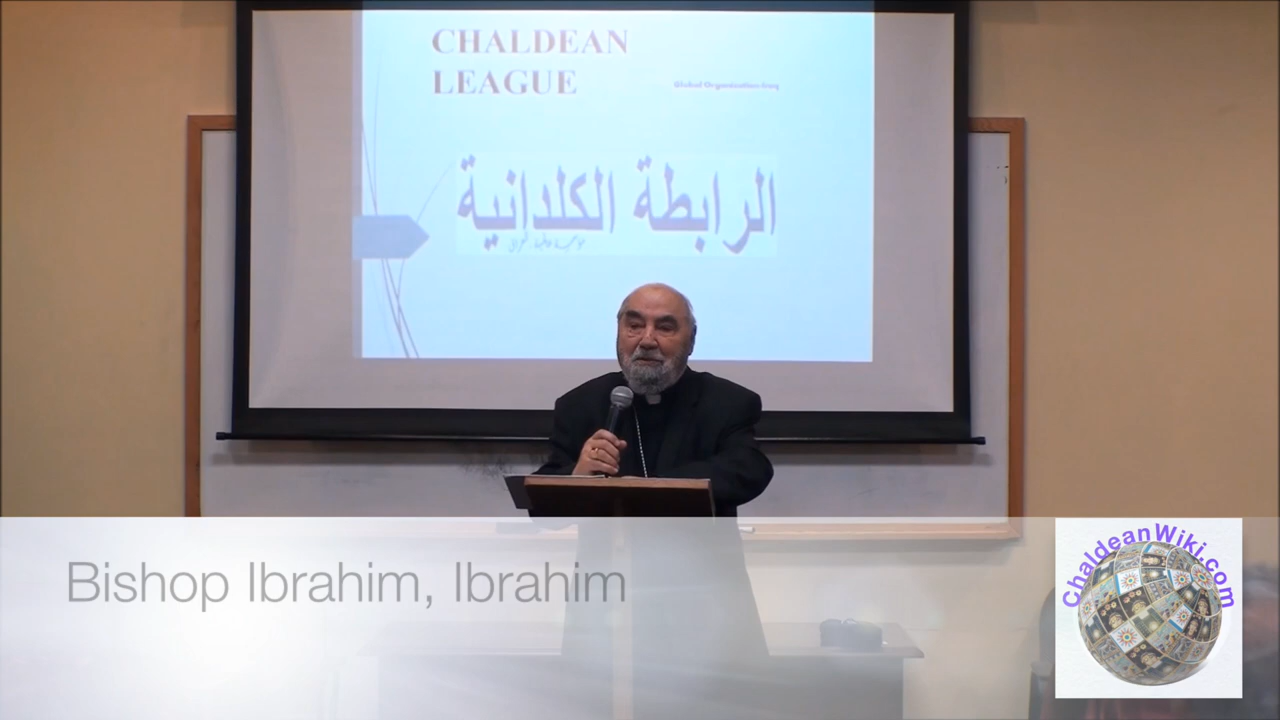 CHALDEAN
LEAGUE
Global Organization-Iraq
الرابطة الكلدانية
Bishop Ibrahim, Ibrahim
ChaldeanWiki.com